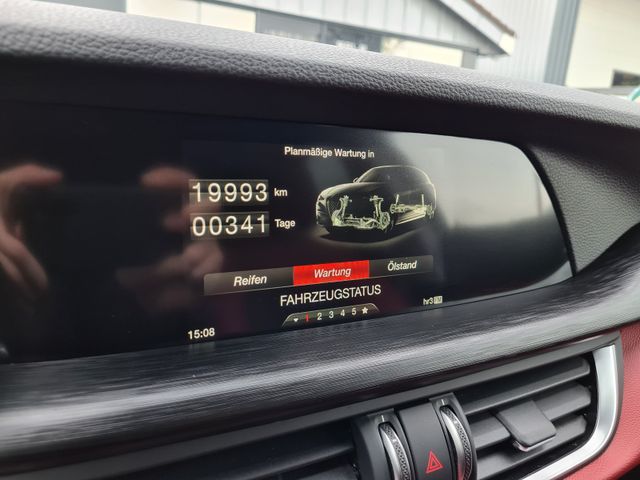 Planmäßige Wartung in
19993 km
00341 Tage
Reifen Wartung Ölstand
FAHRZEUGSTATUS
1 2 3 4 5
15:08 hr3 FM